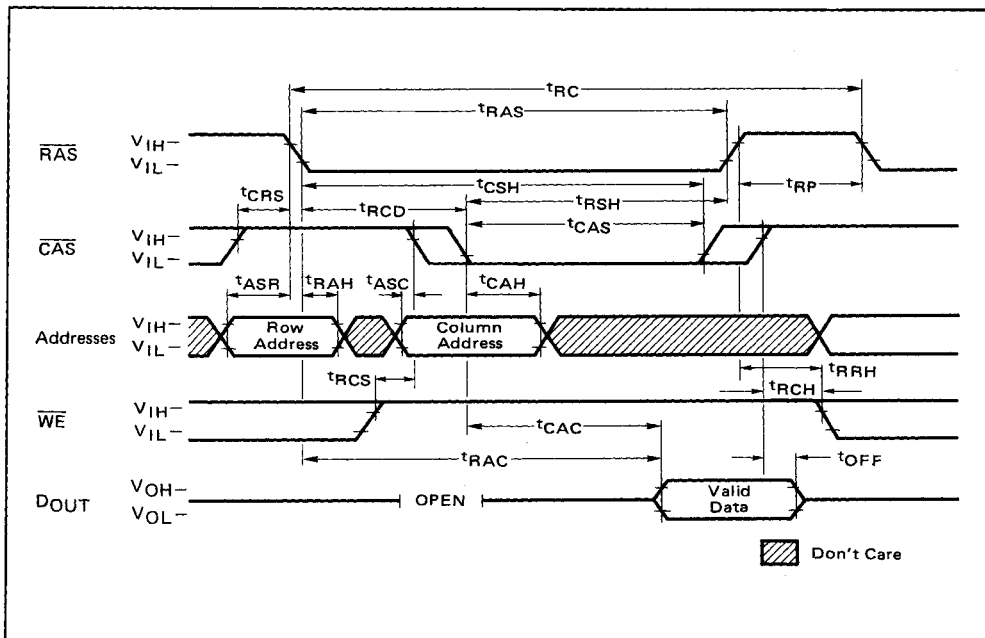 tRC
tRAS
RAS VIH VIL
tCSH
tRP
tCRS tRSH
tRCD
tCAS
CAS VIH VIL
tASR tRAH tASC tCAH
Addresses VIH VIL Row Address Column Address
tRCS tRRH
tRCH
WE VIH VIL
tCAC
tRAC tOFF
DOUT VOH VOL OPEN Valid Data
Don't Care